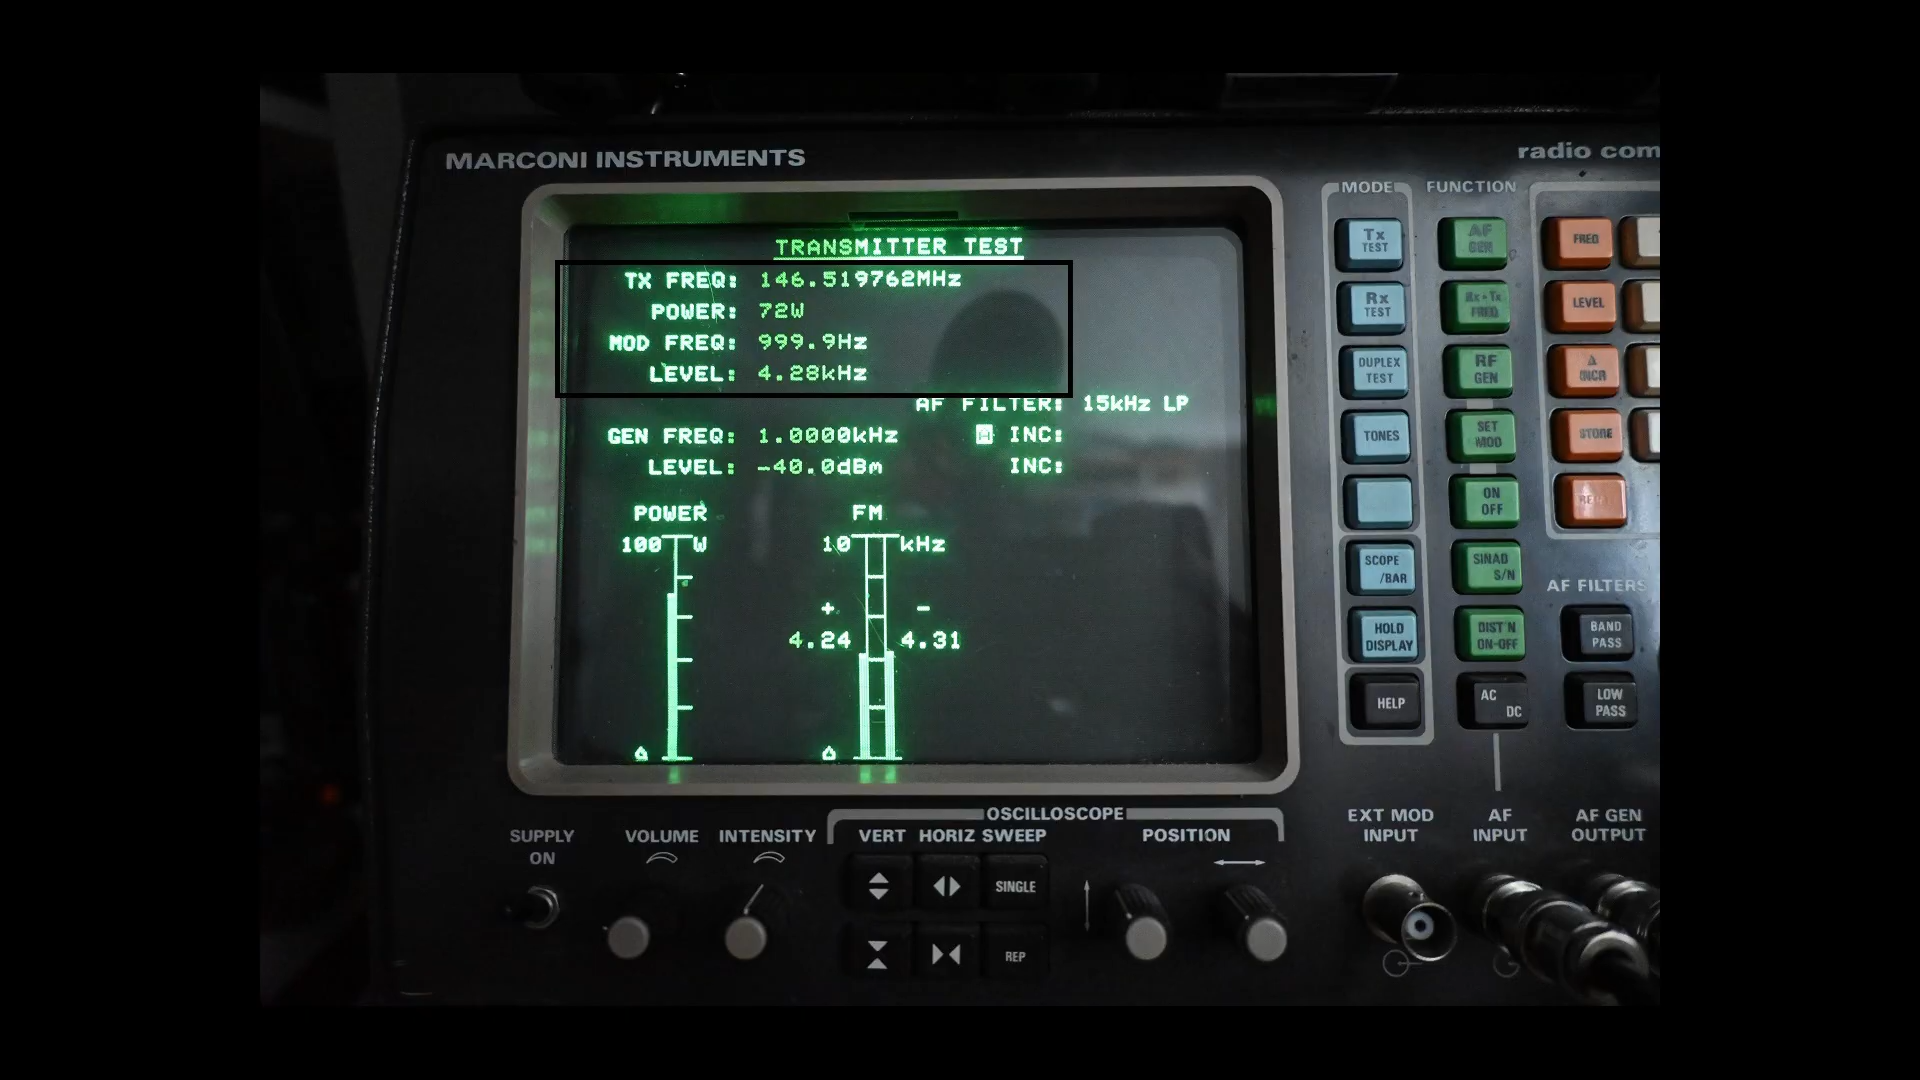 MARCONI INSTRUMENTS
radio com
TRANSMITTER TEST
TX FREQ: 146.519762MHz
POWER: 72W
MOD FREQ: 999.9Hz
LEVEL: 4.28kHz
AF FILTER: 15kHz LP
GEN FREQ: 1.0000kHz INC:
LEVEL: -40.0dBm INC:
POWER FM
100 W 10 kHz
+ -
4.24 4.31
0 0
MODE FUNCTION
Tx TEST AF GEN FREQ
Rx TEST Rx=Tx FREQ LEVEL
DUPLEX TEST RF GEN Δ INCR
TONES SET MOD STORE
ON OFF
SCOPE /BAR SINAD S/N AF FILTERS
HOLD DISPLAY DIST'N ON-OFF BAND PASS
HELP AC DC LOW PASS
OSCILLOSCOPE
SUPPLY ON VOLUME INTENSITY VERT HORIZ SWEEP POSITION
EXT MOD INPUT AF INPUT AF GEN OUTPUT
SINGLE
REP